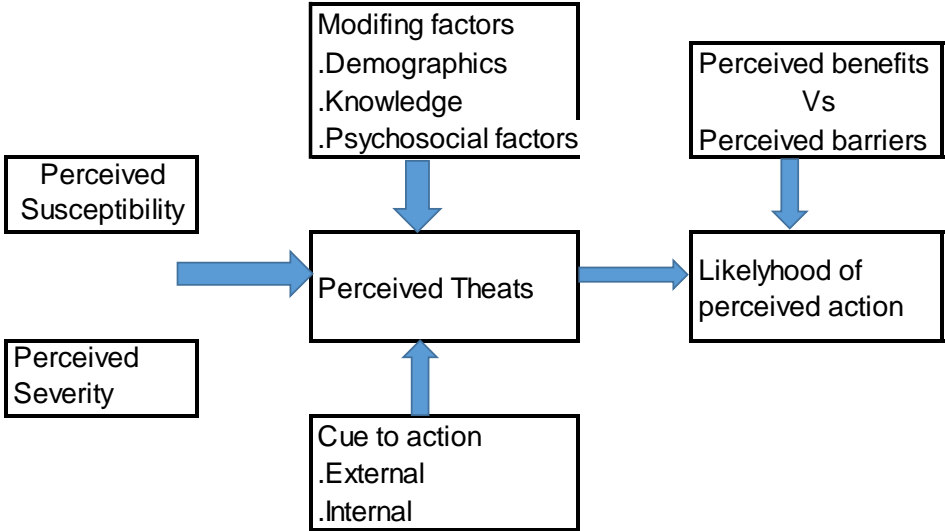 Modifing factors
.Demographics
.Knowledge
.Psychosocial factors
Perceived benefits
Vs
Perceived barriers
Perceived
Susceptibility
Perceived Theats
Likelyhood of
perceived action
Perceived
Severity
Cue to action
.External
.Internal